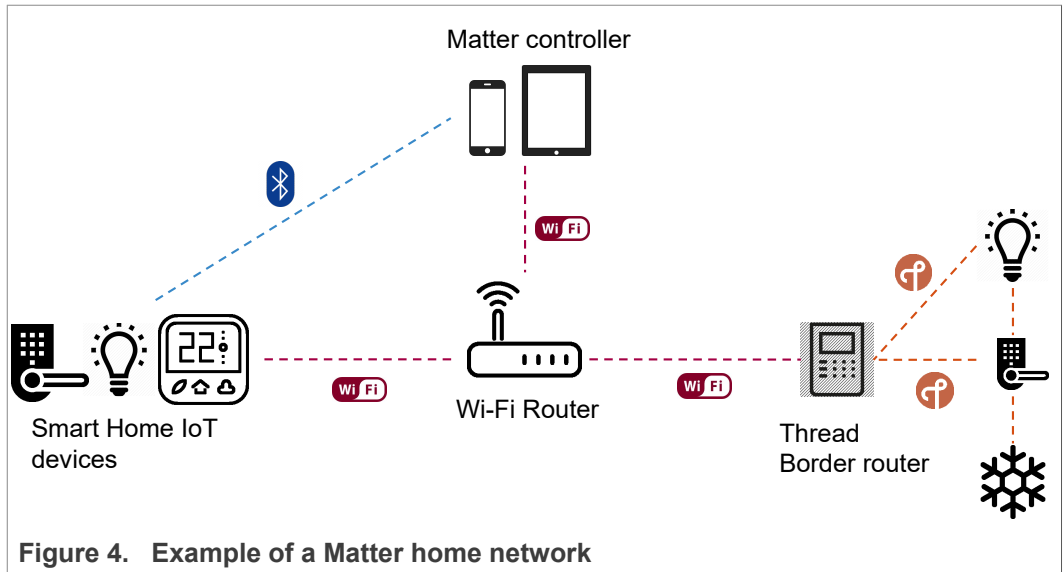 Matter controller
Wi Fi
22
Wi Fi
Wi Fi
Wi-Fi Router
Smart Home IoT
devices
Thread
Border router
Figure 4. Example of a Matter home network